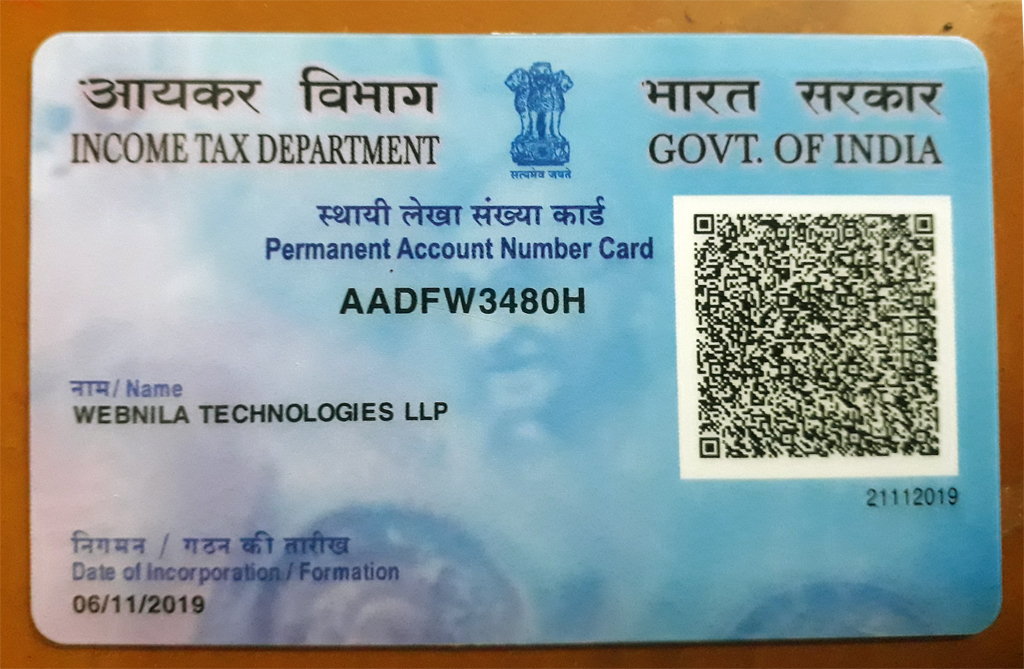 आयकर विभाग
INCOME TAX DEPARTMENT
सत्यमेव जयते
भारत सरकार
GOVT. OF INDIA
स्थायी लेखा संख्या कार्ड
Permanent Account Number Card
AADFW3480H
नाम / Name
WEBNILA TECHNOLOGIES LLP
21112019
निगमन / गठन की तारीख
Date of Incorporation / Formation
06/11/2019